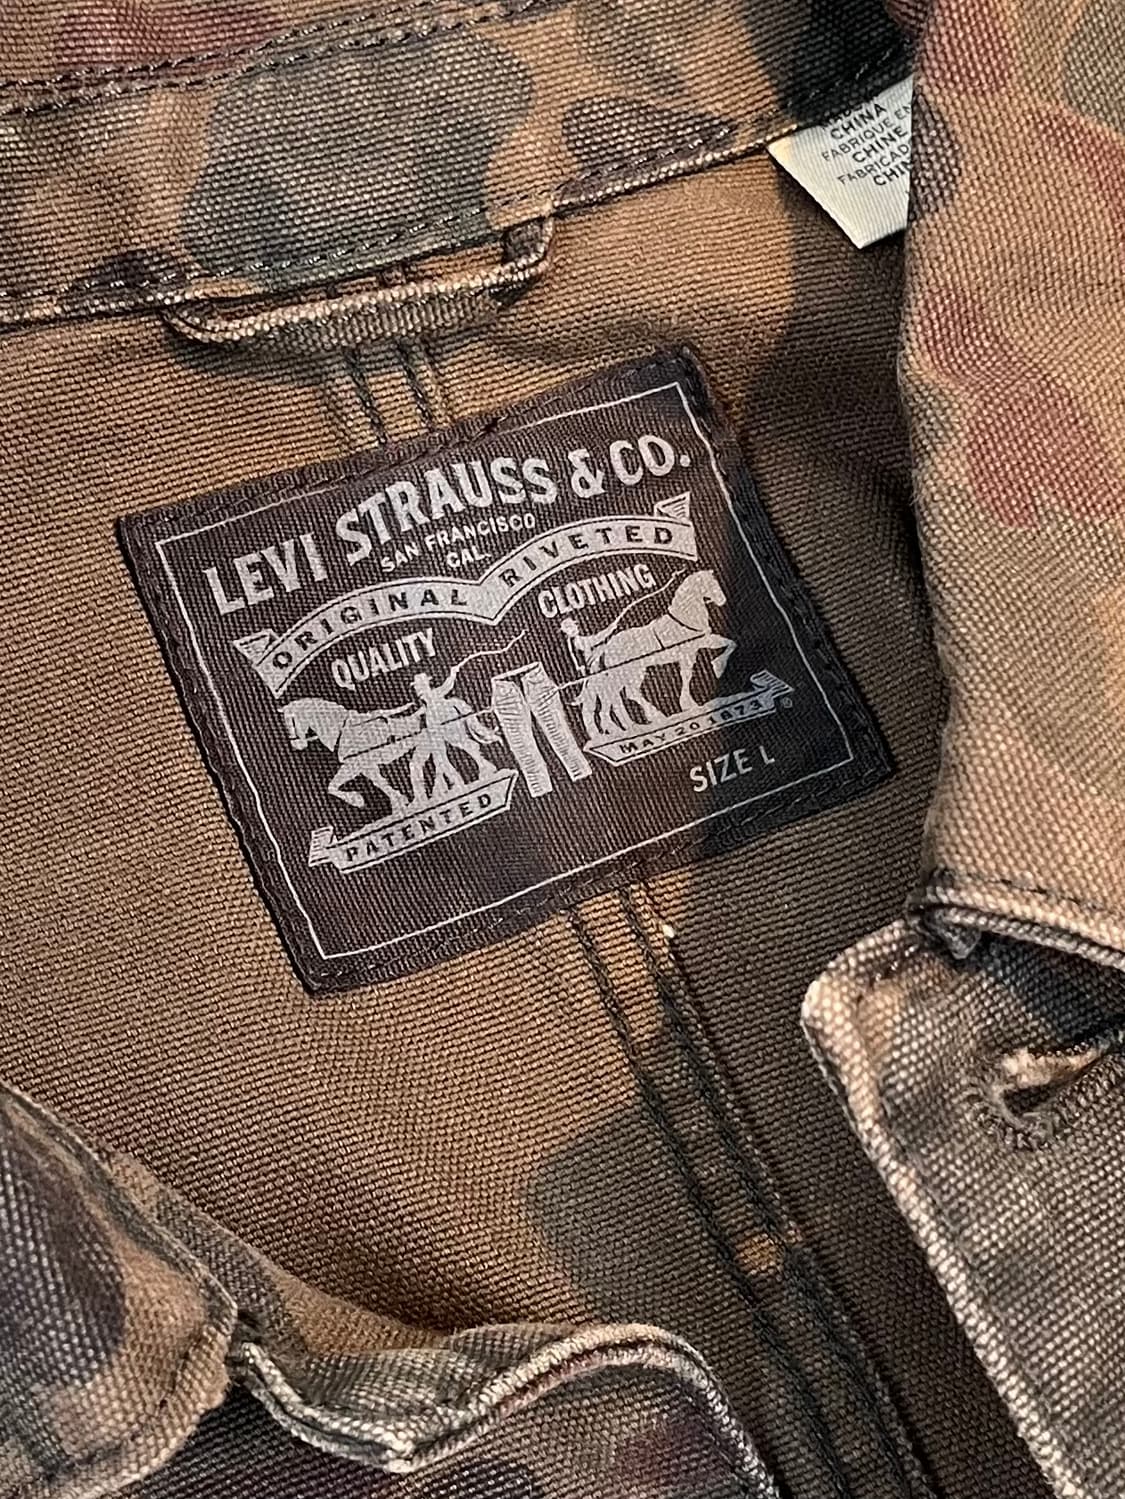 CHINA
FABRIQUE EN
CHINE
LEVI STRAUSS & CO.
SAN FRANCISCO
CAL.
ORIGINAL RIVETED
QUALITY CLOTHING
PATENTED MAY 20 1873 ®
SIZE L